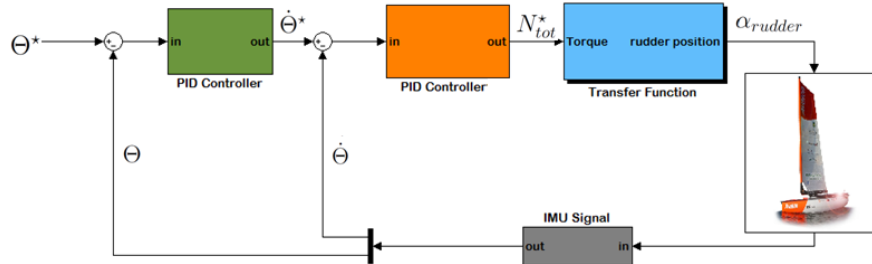 Θ*
+
-
in
out
PID Controller
Θ̇*
+
-
in
out
PID Controller
N*tot
Torque
rudder position
Transfer Function
αrudder
Θ
Θ̇
IMU Signal
out
in